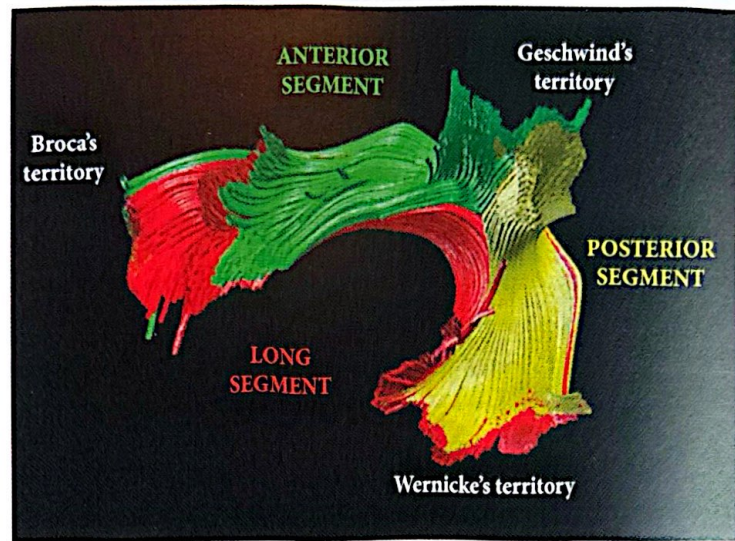 ANTERIOR
SEGMENT
Geschwind's
territory
Broca's
territory
POSTERIOR
SEGMENT
LONG
SEGMENT
Wernicke's territory